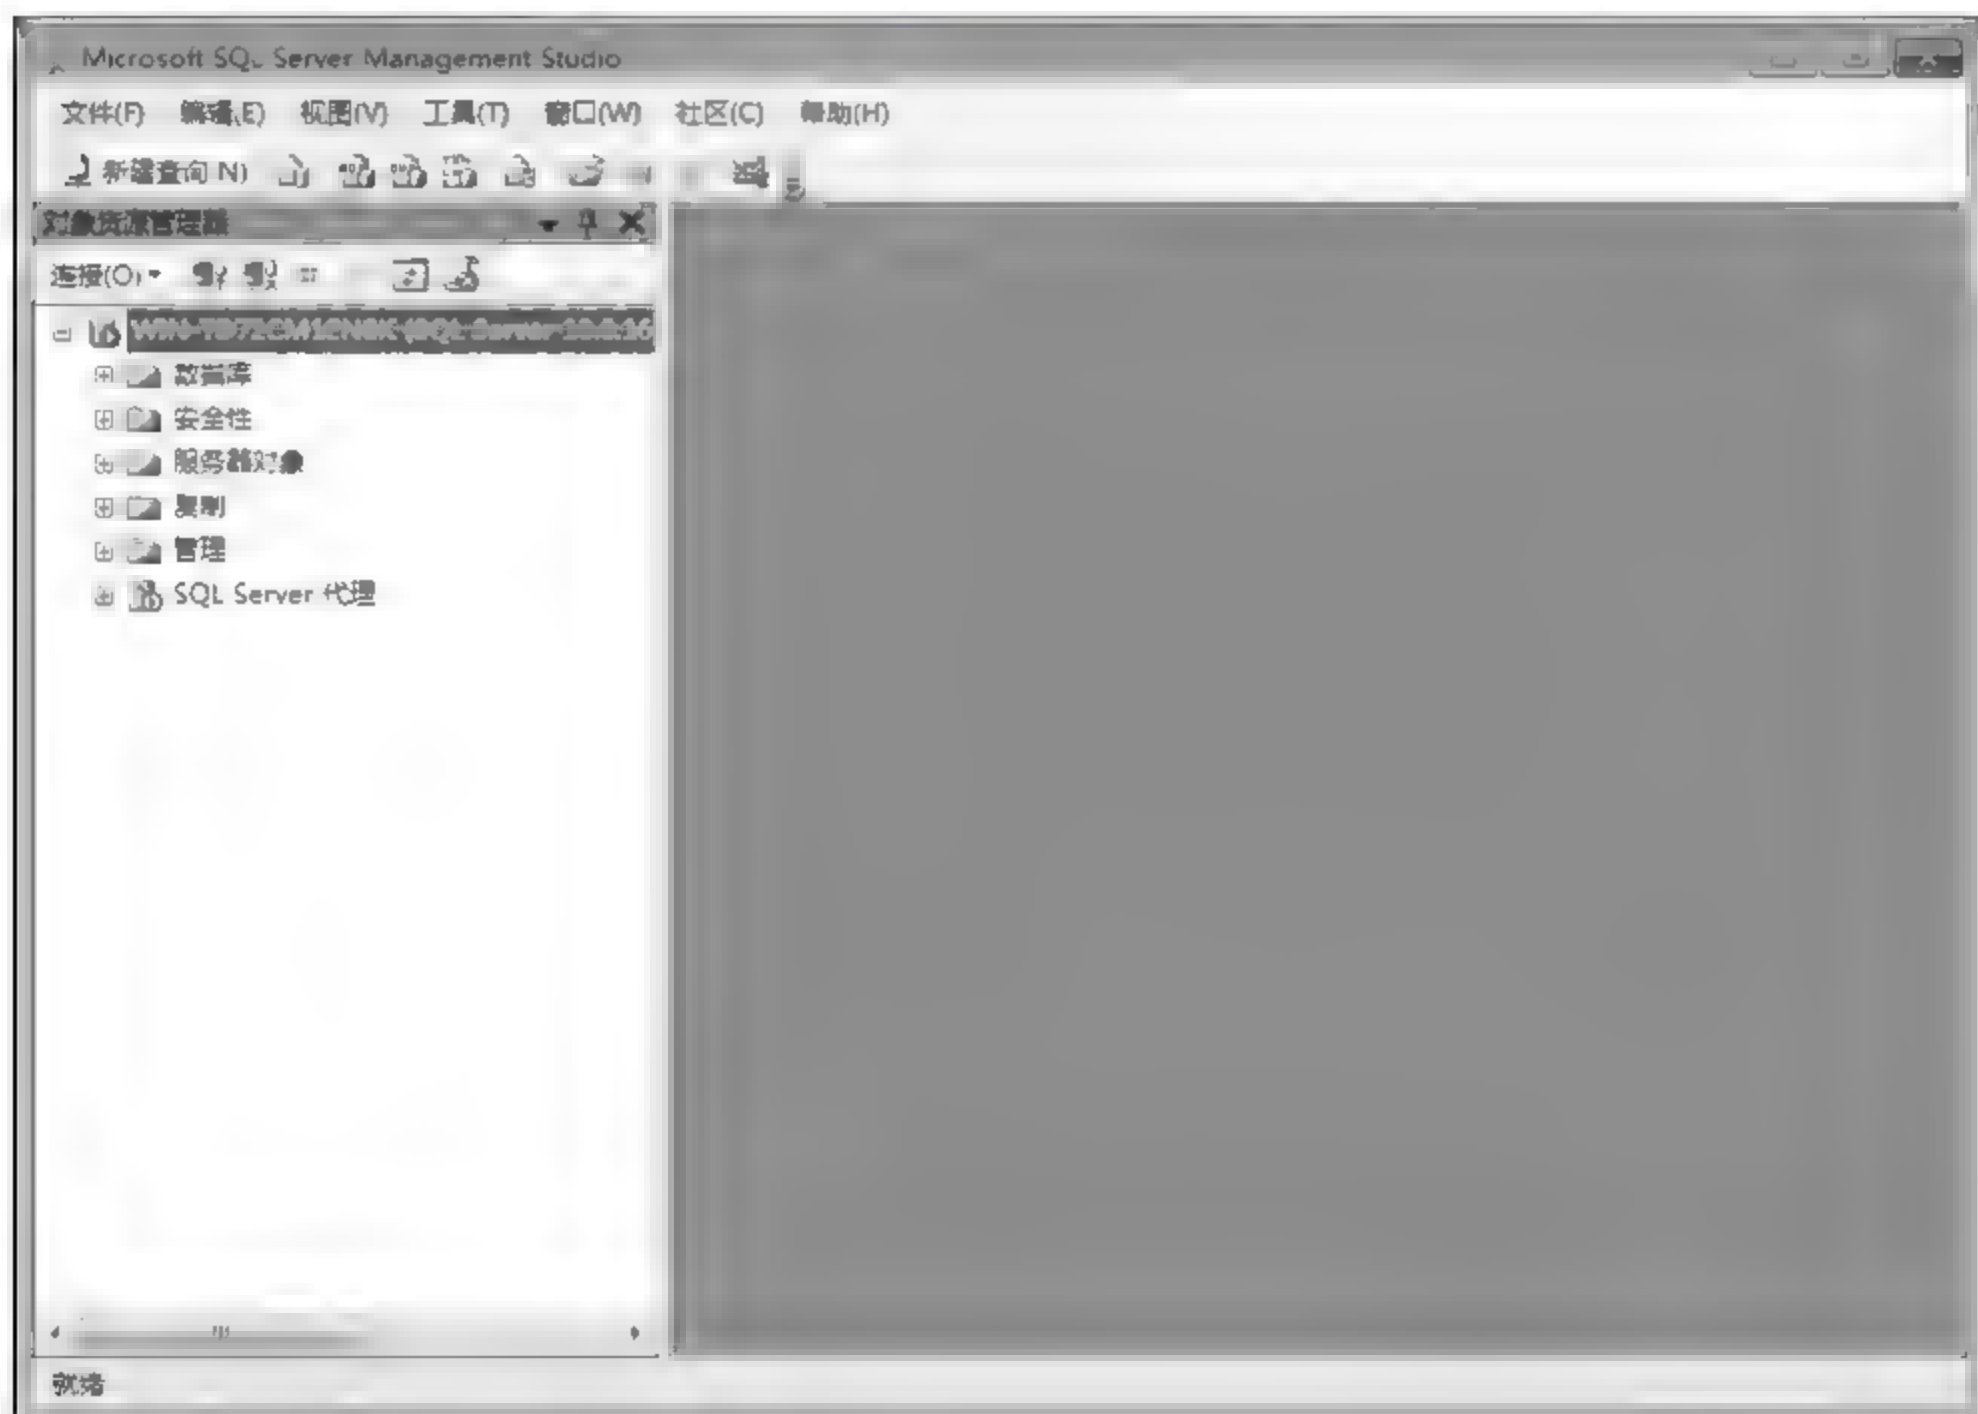 Microsoft SQL Server Management Studio
文件(F) 编辑(E) 视图(V) 工具(T) 窗口(W) 社区(C) 帮助(H)
新建查询(N)
对象资源管理器
连接(O)
(SQL Server
数据库
安全性
服务器对象
复制
管理
SQL Server 代理
就绪